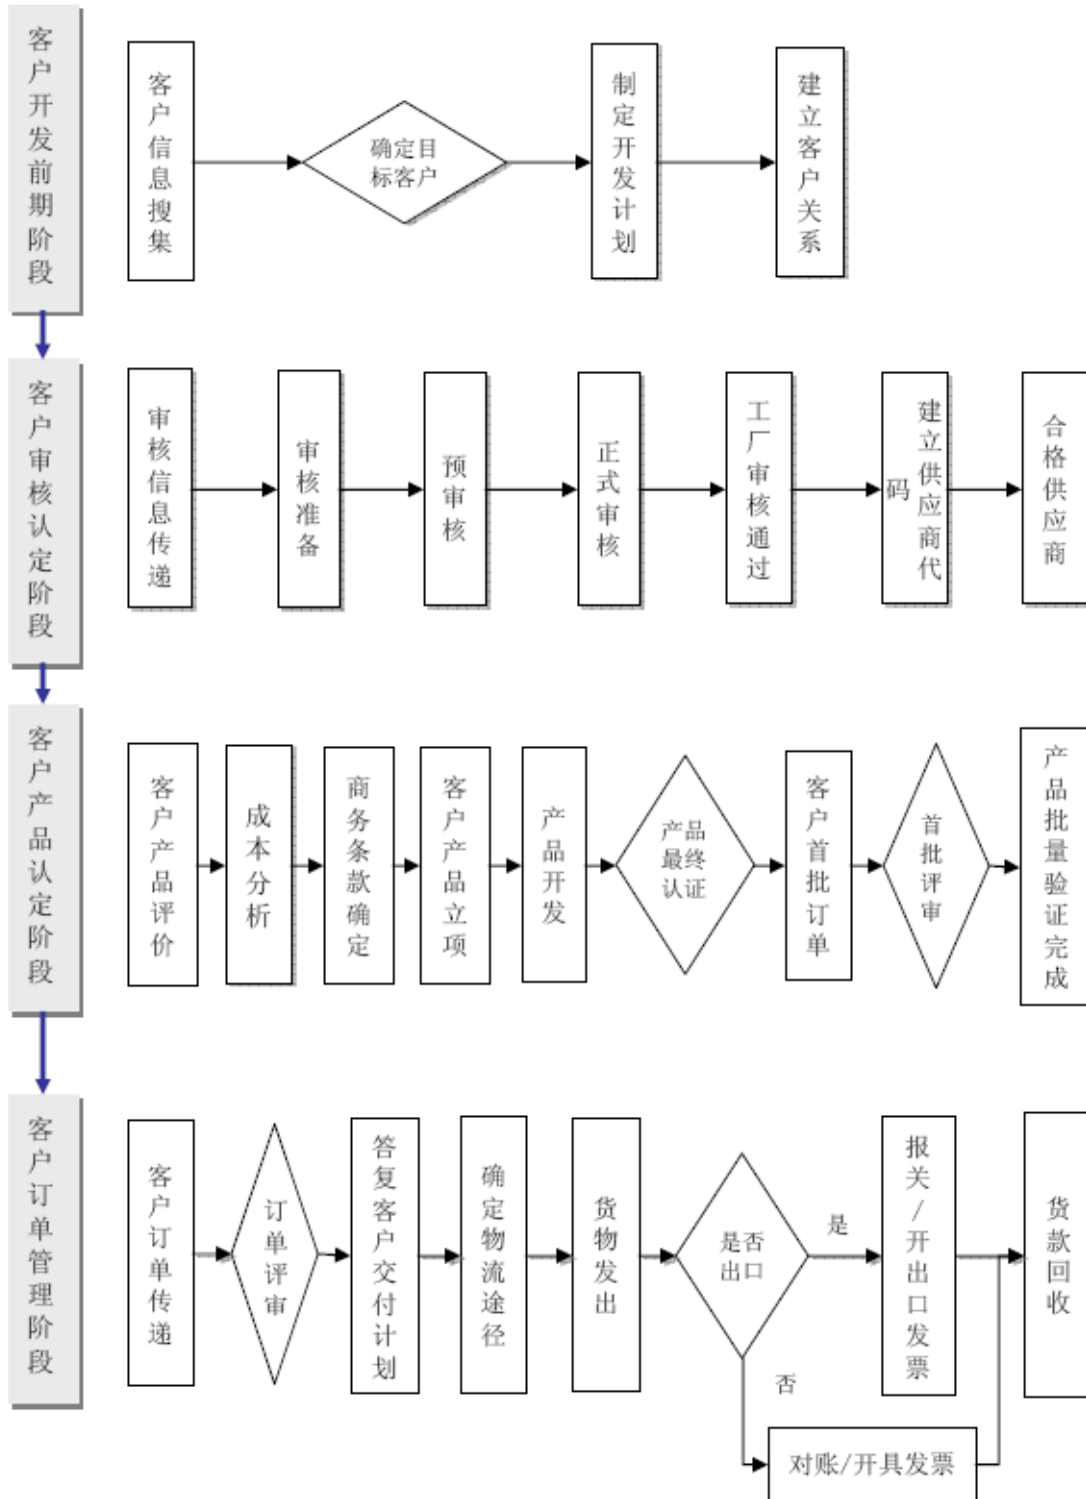 客户开发前期阶段
客户信息搜集
确定目
标客户
制定开发计划
建立客户关系
客户审核认定阶段
审核信息传递
审核准备
预审核
正式审核
工厂审核通过
建立供应商代
码
合格供应商
客户产品认定阶段
客户产品评价
成本分析
商务条款确定
客户产品立项
产品开发
产品
最终
认证
客户首批订单
首批评审
产品批量验证完成
客户订单管理阶段
客户订单传递
订单评审
答复客户交付计划
确定物流途径
货物发出
是否
出口
是
报关/开出口发票
货款回收
否
对账/开具发票